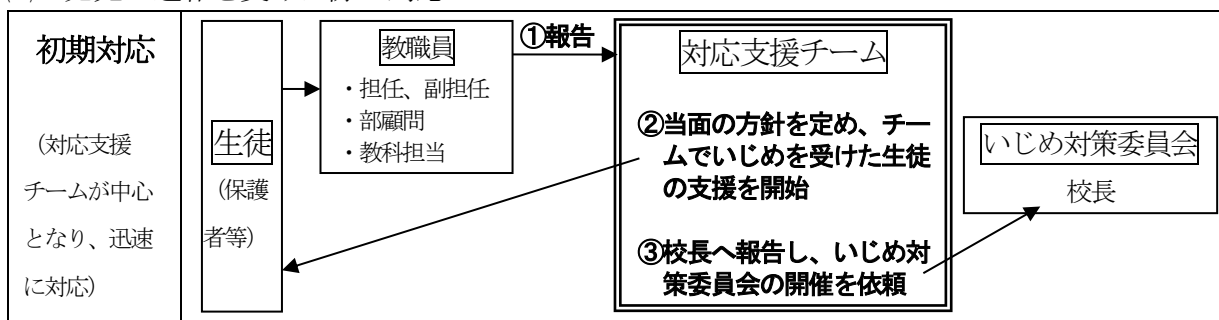 初期対応
(対応支援
チームが中心
となり、迅速
に対応)
生徒
(保護
者等)
教職員
・担任、副担任
・部顧問
・教科担当
①報告
対応支援チーム
②当面の方針を定め、チー
ムでいじめを受けた生徒
の支援を開始
③校長へ報告し、いじめ対
策委員会の開催を依頼
いじめ対策委員会
校長